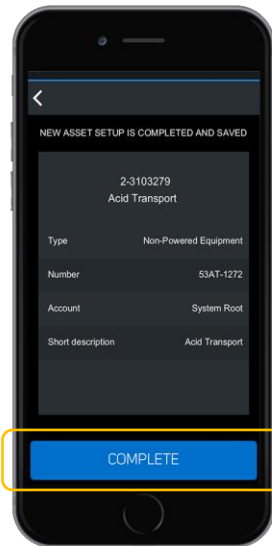 NEW ASSET SETUP IS COMPLETED AND SAVED
2-3103279
Acid Transport
Type Non-Powered Equipment
Number 53AT-1272
Account System Root
Short description Acid Transport
COMPLETE